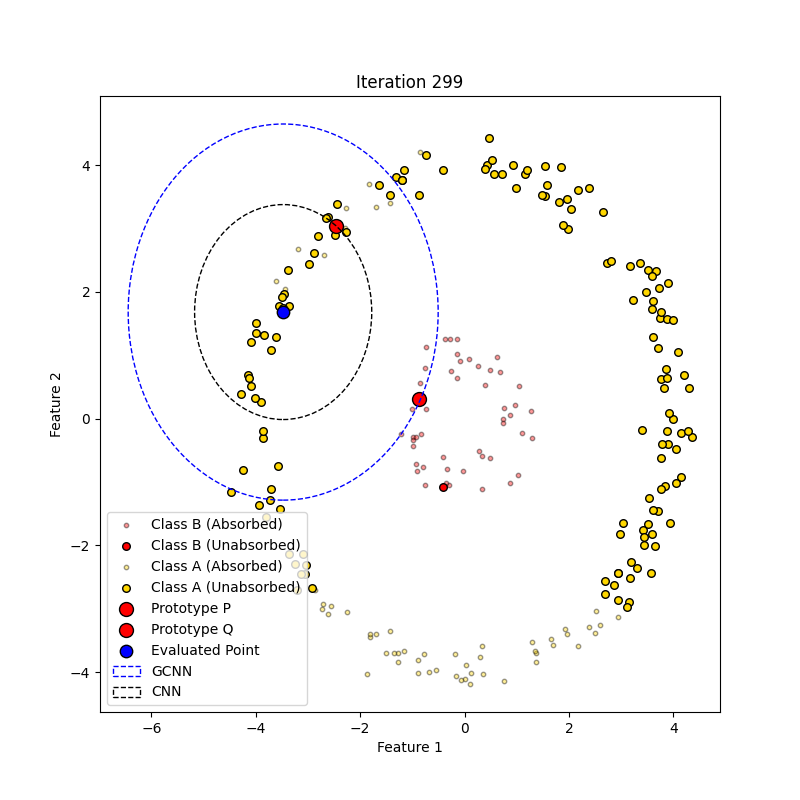 Iteration 299
Feature 2
4
2
0
−2
−4
Class B (Absorbed)
Class B (Unabsorbed)
Class A (Absorbed)
Class A (Unabsorbed)
Prototype P
Prototype Q
Evaluated Point
GCNN
CNN
−6 −4 −2 0 2 4
Feature 1